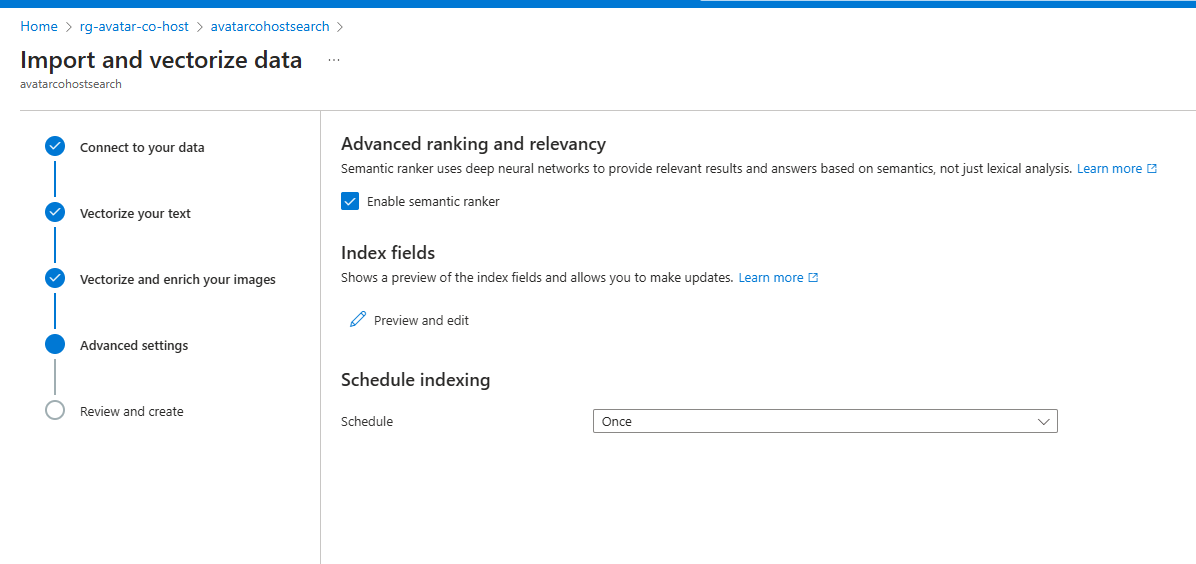 Home > rg-avatar-co-host > avatarcohostsearch >
Import and vectorize data ...
avatarcohostsearch
Connect to your data
Vectorize your text
Vectorize and enrich your images
Advanced settings
Review and create
Advanced ranking and relevancy
Semantic ranker uses deep neural networks to provide relevant results and answers based on semantics, not just lexical analysis. Learn more
Enable semantic ranker
Index fields
Shows a preview of the index fields and allows you to make updates. Learn more
Preview and edit
Schedule indexing
Schedule Once